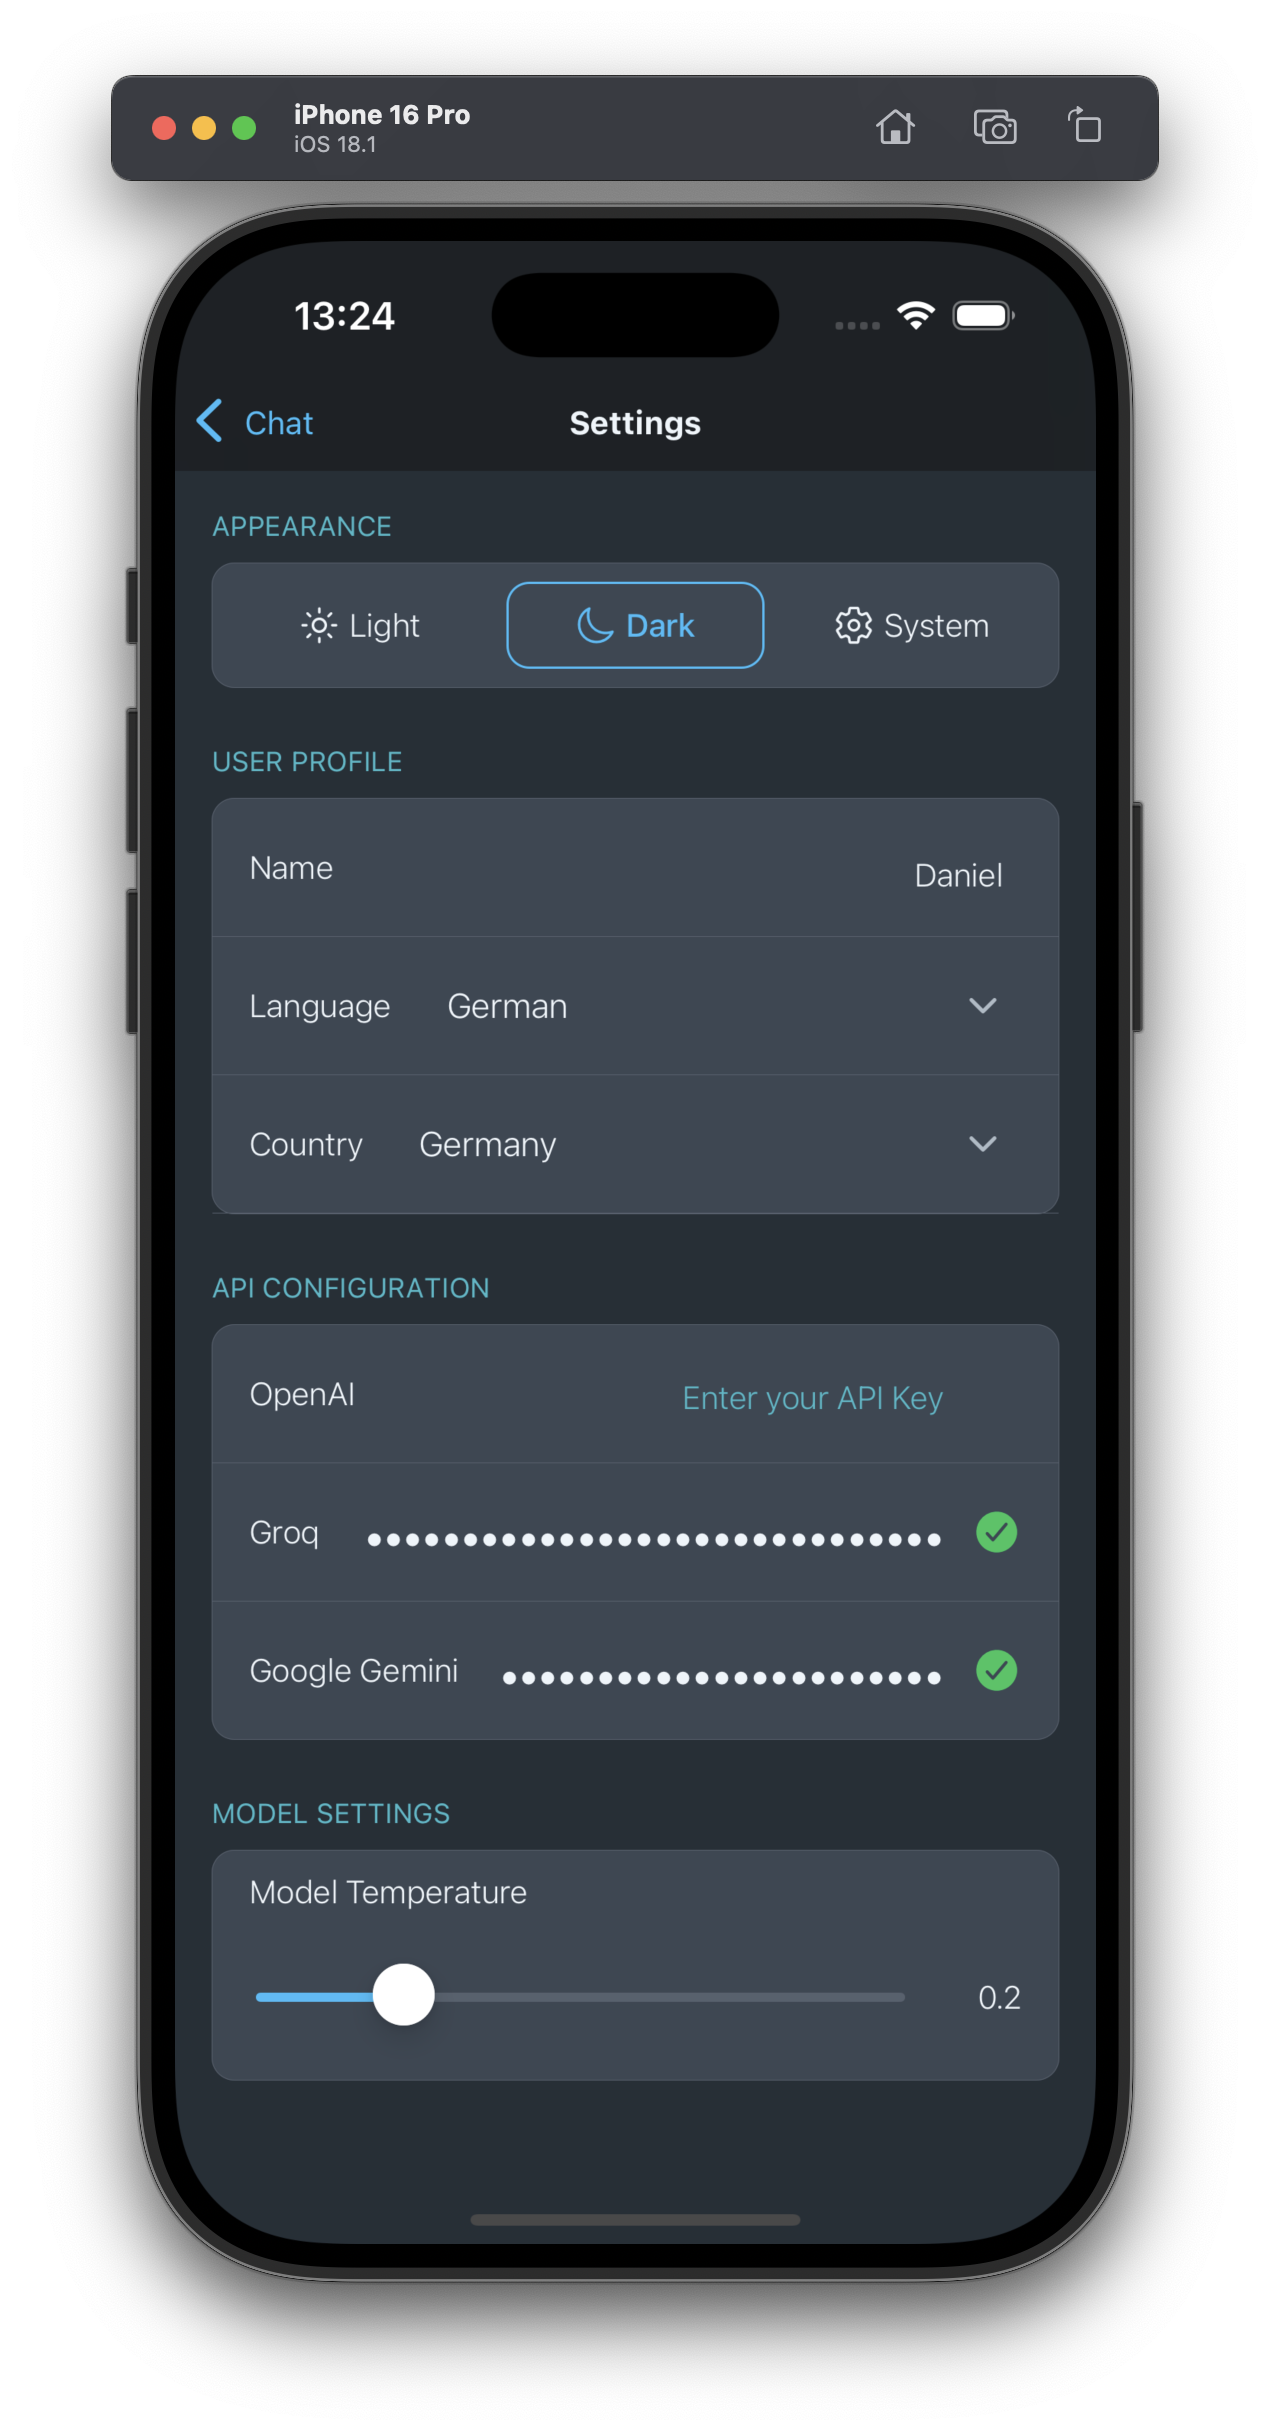 iPhone 16 Pro
iOS 18.1
13:24
Chat
Settings
APPEARANCE
Light
Dark
System
USER PROFILE
Name Daniel
Language German
Country Germany
API CONFIGURATION
OpenAI Enter your API Key
Groq ••••••••••••••••••••••••••••••
Google Gemini •••••••••••••••••••••••
MODEL SETTINGS
Model Temperature
0.2